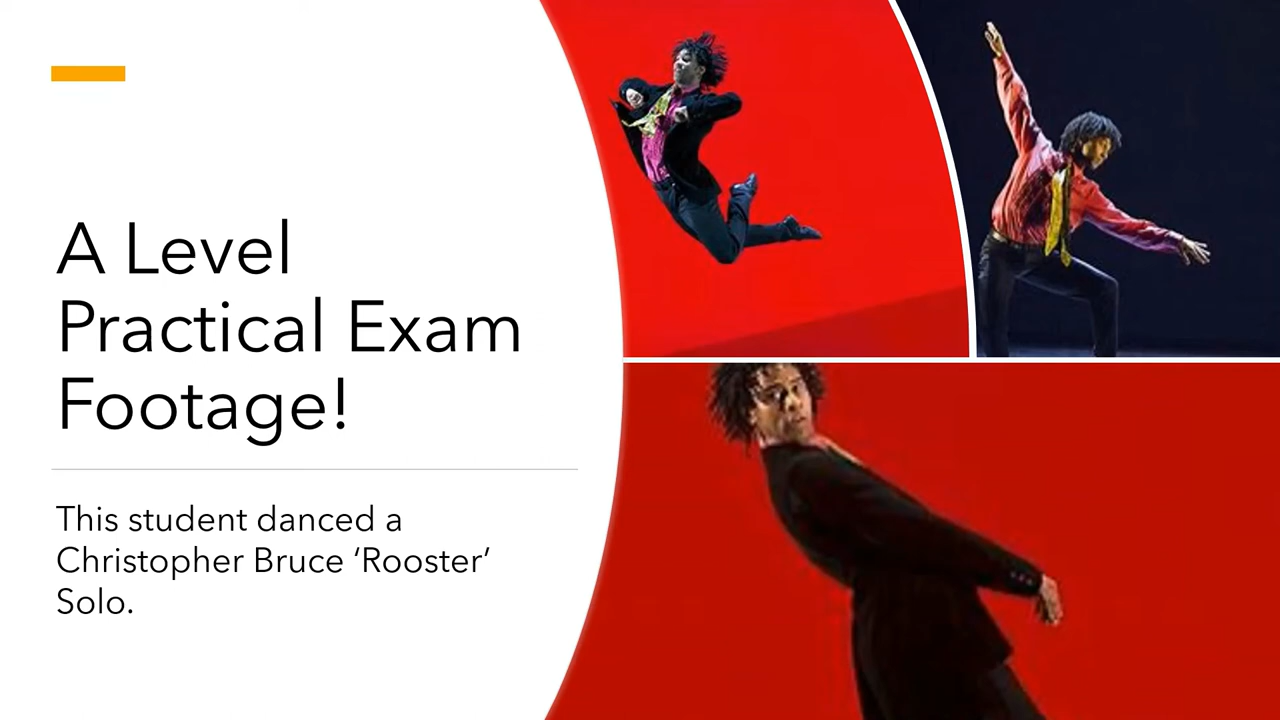 A Level
Practical Exam
Footage!
This student danced a
Christopher Bruce ‘Rooster’
Solo.